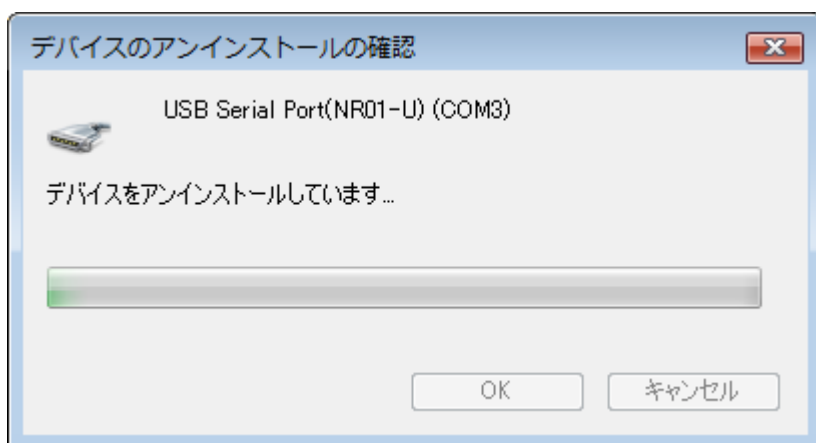 デバイスのアンインストールの確認
USB Serial Port(NR01-U) (COM3)
デバイスをアンインストールしています...
OK
キャンセル